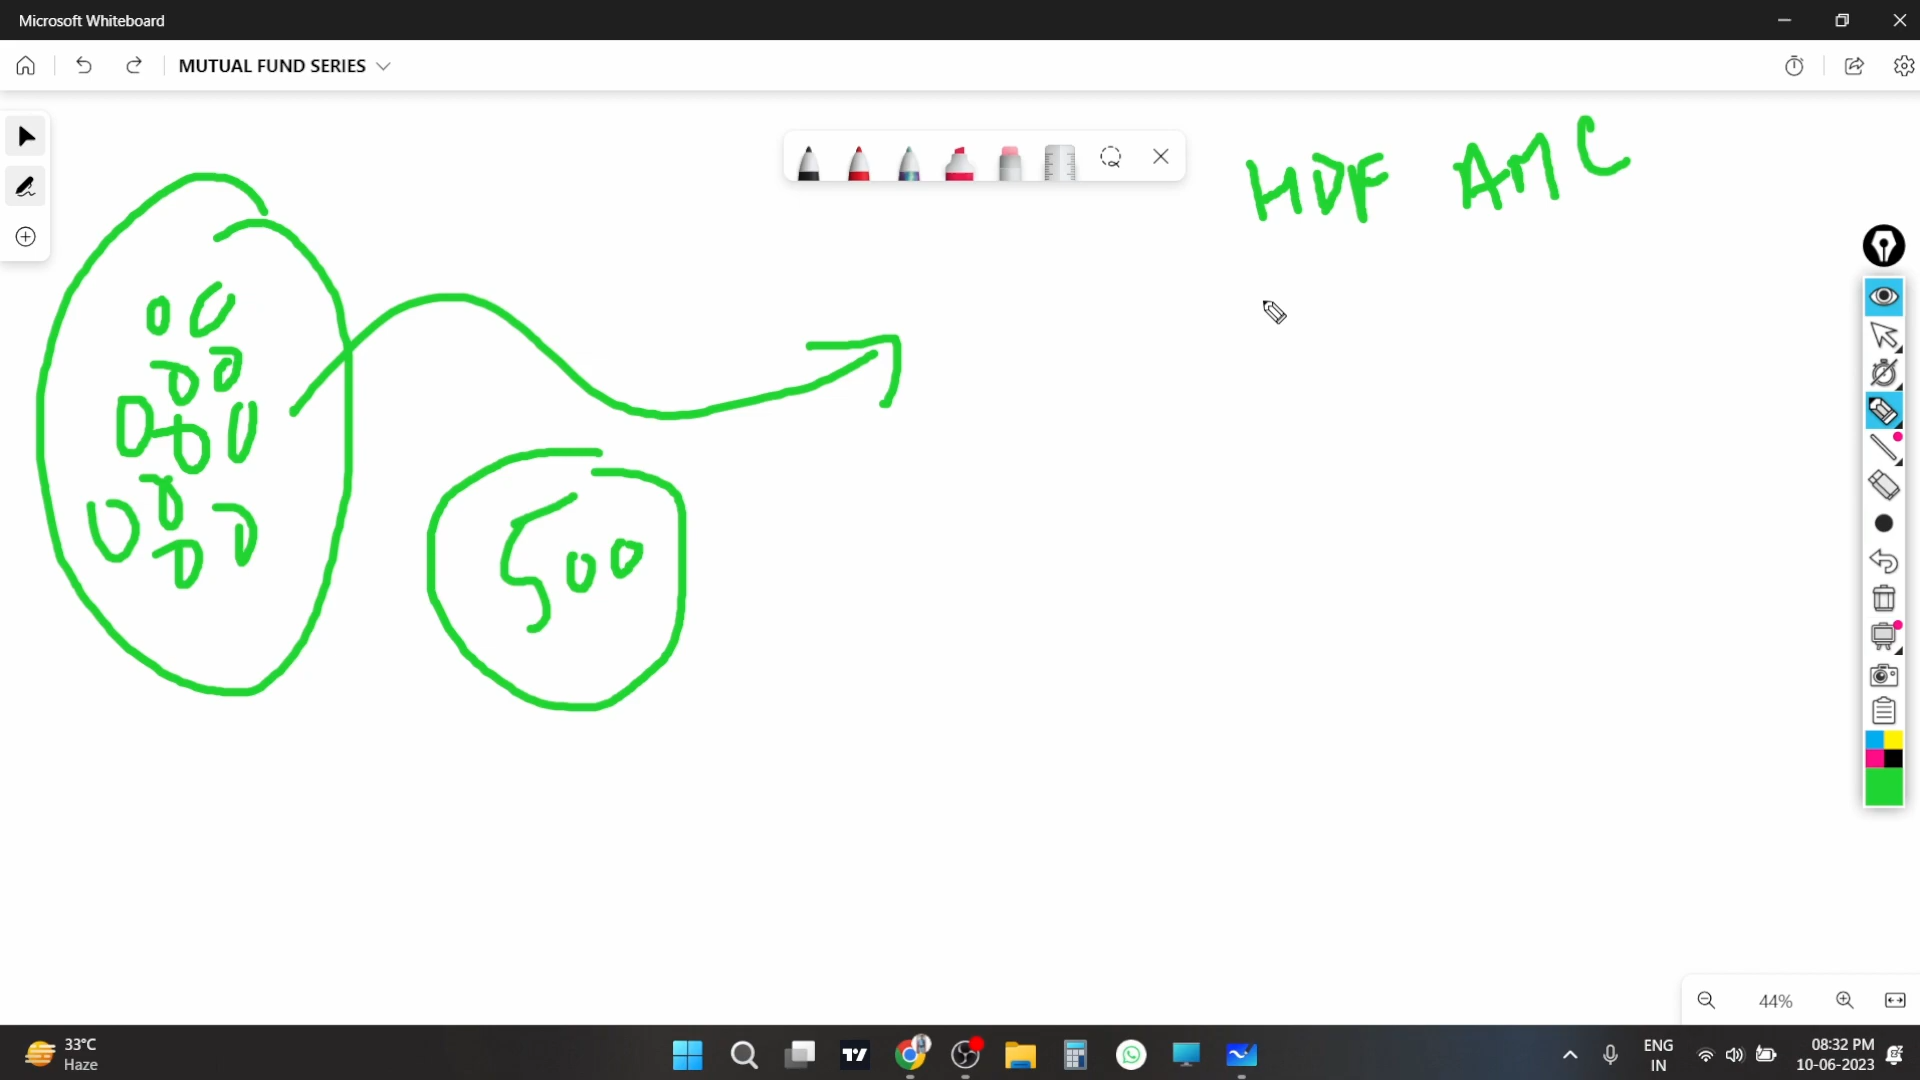 Microsoft Whiteboard
MUTUAL FUND SERIES
HDF AMC
500
44%
33°C
Haze
ENG
IN
08:32 PM
10-06-2023